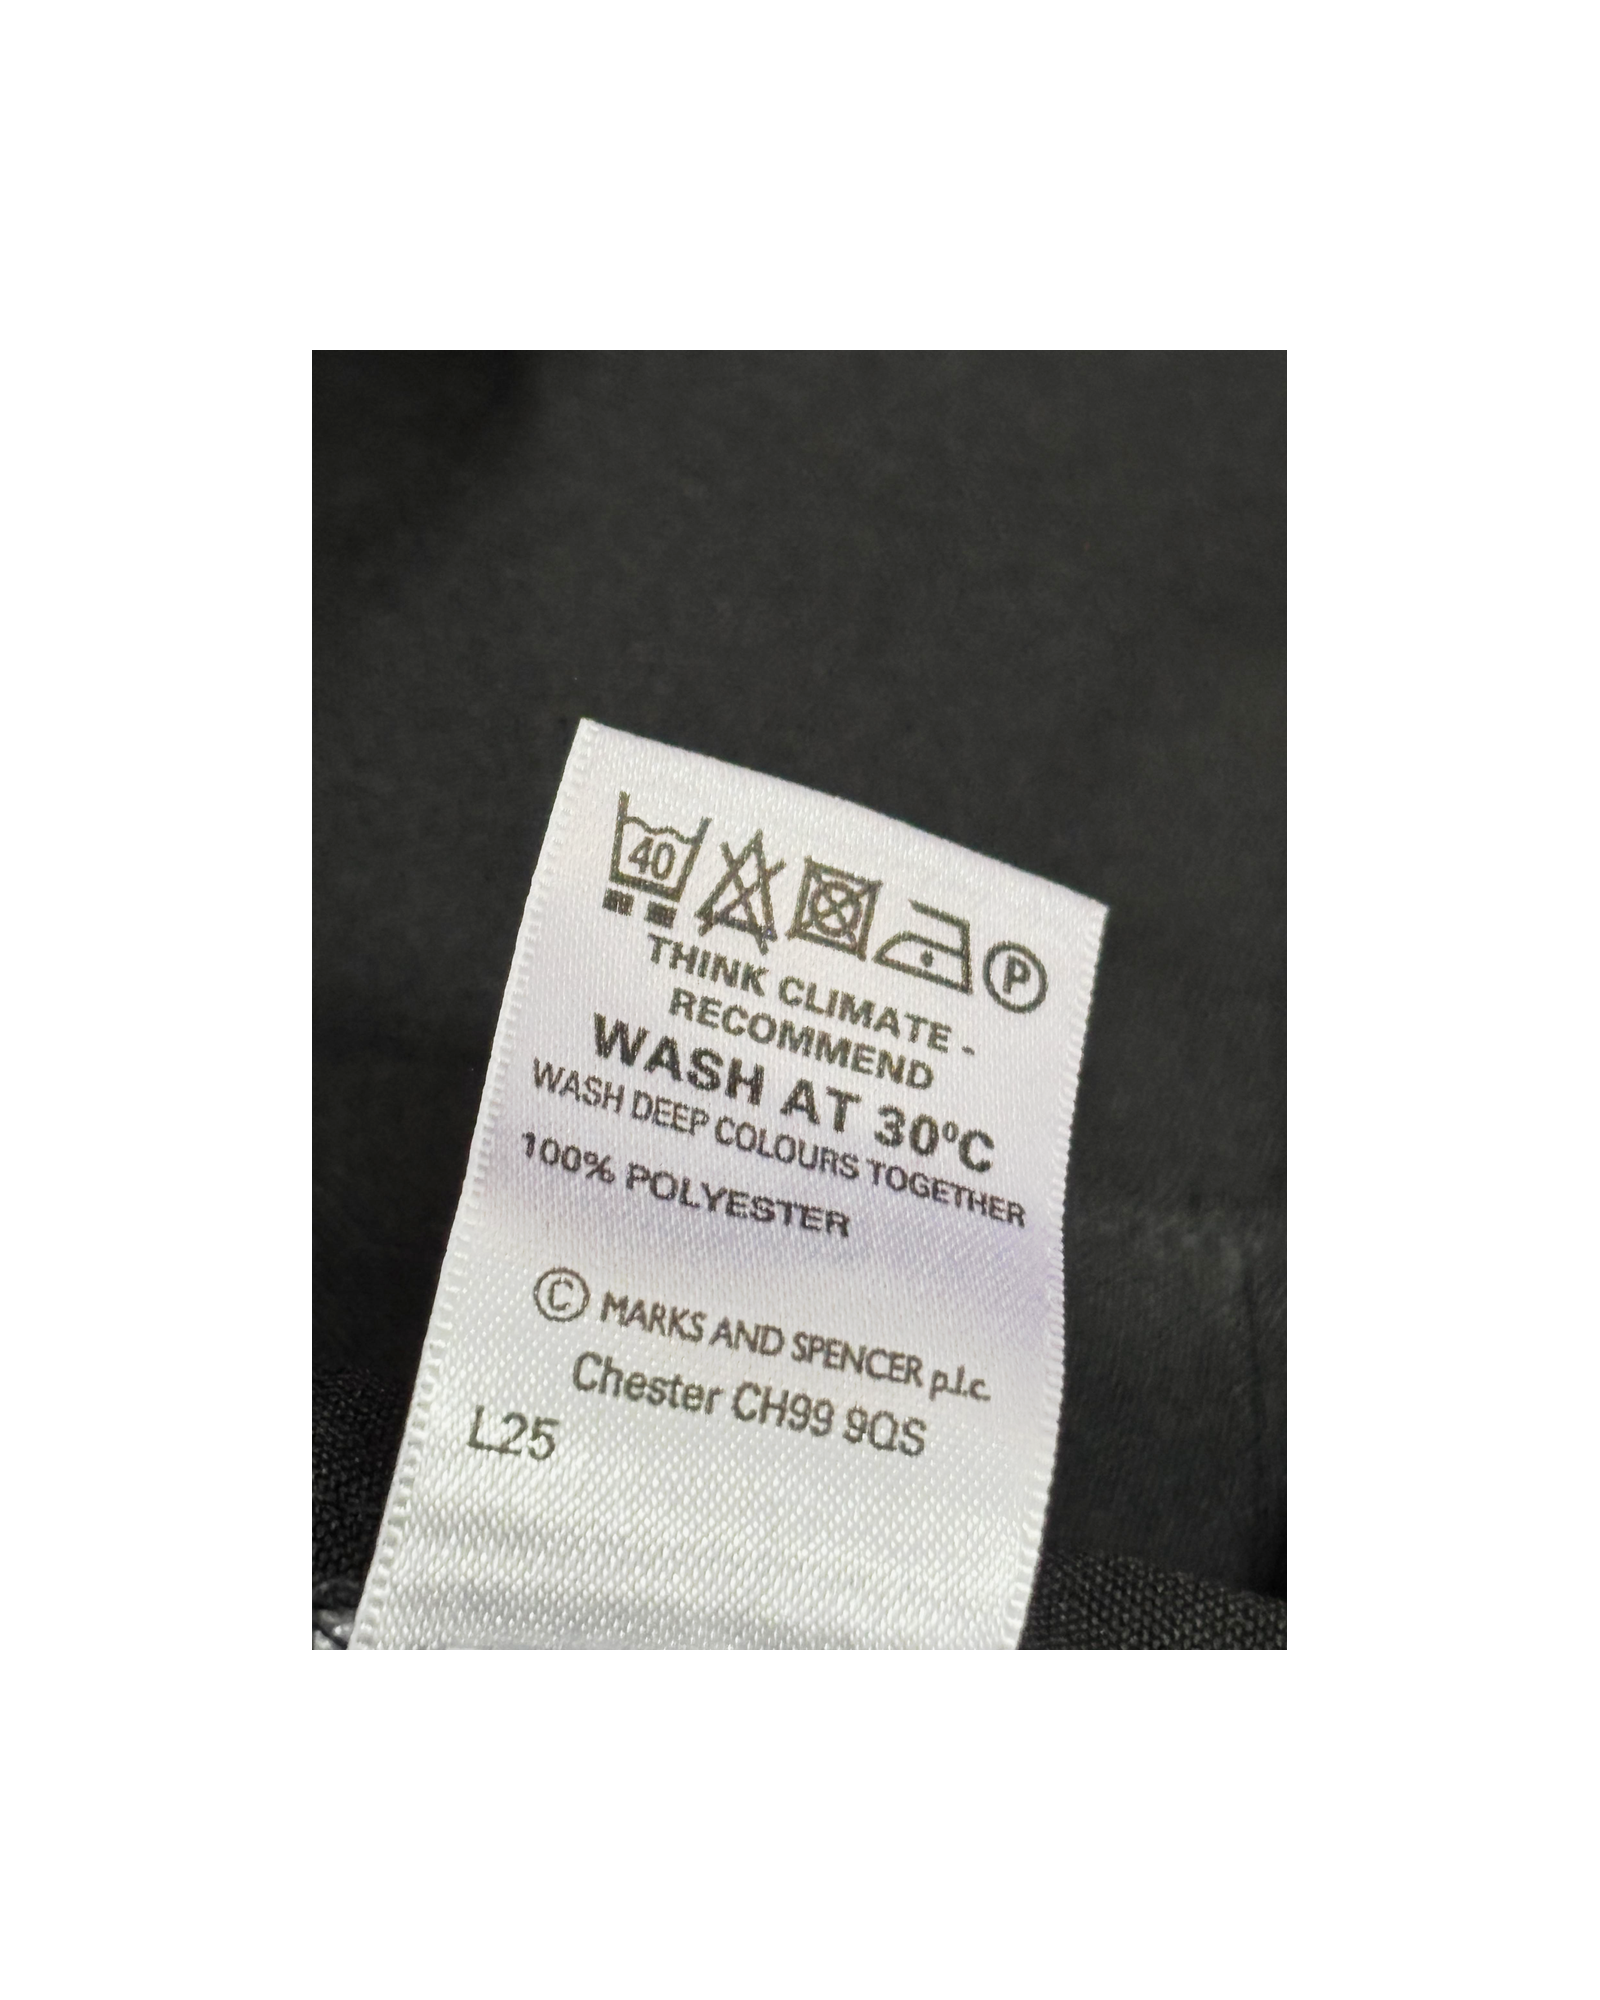 40
P
THINK CLIMATE -
RECOMMEND
WASH AT 30ºC
WASH DEEP COLOURS TOGETHER
100% POLYESTER
© MARKS AND SPENCER p.l.c.
Chester CH99 9QS
L25